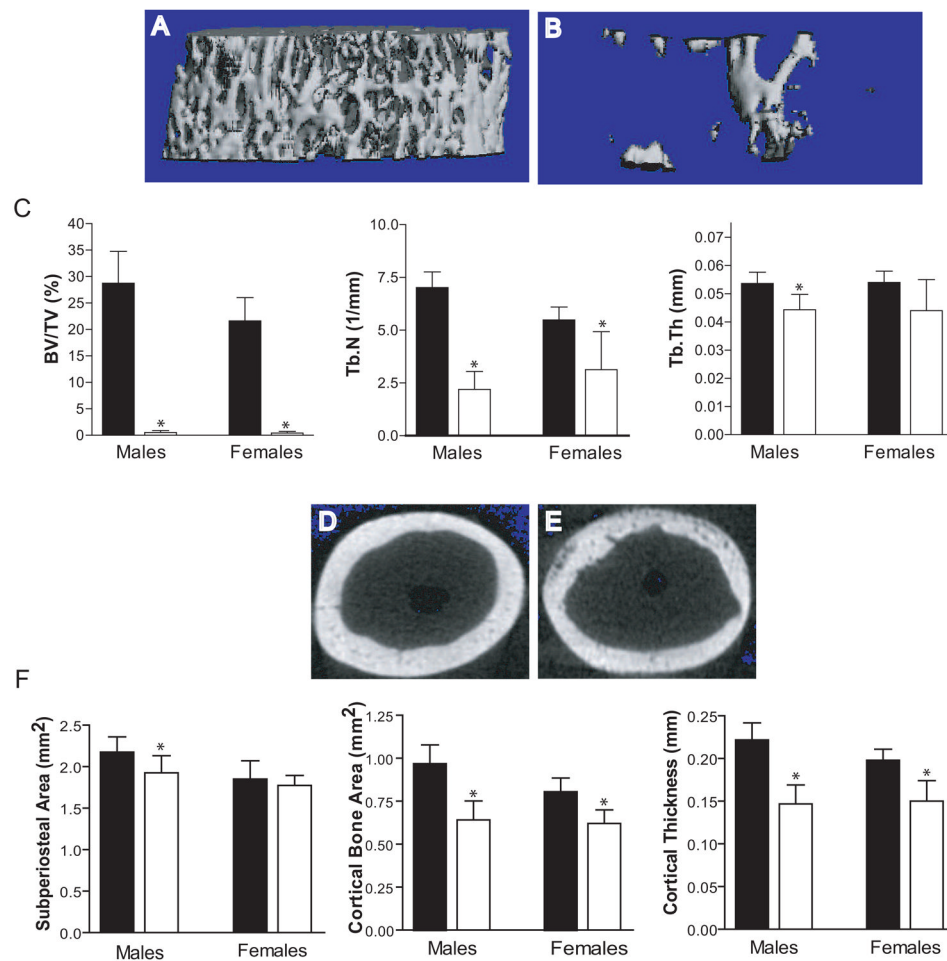 A
B
C
BV/TV (%)
40
35
30
25
20
15
10
5
0
*
*
Males
Females
Tb.N (1/mm)
10.0
7.5
5.0
2.5
0.0
*
*
Males
Females
Tb.Th (mm)
0.07
0.06
0.05
0.04
0.03
0.02
0.01
0.00
*
Males
Females
D
E
F
Subperiosteal Area (mm²)
2.5
2.0
1.5
1.0
0.5
0.0
*
Males
Females
Cortical Bone Area (mm²)
1.25
1.00
0.75
0.50
0.25
0.00
*
*
Males
Females
Cortical Thickness (mm)
0.25
0.20
0.15
0.10
0.05
0.00
*
*
Males
Females